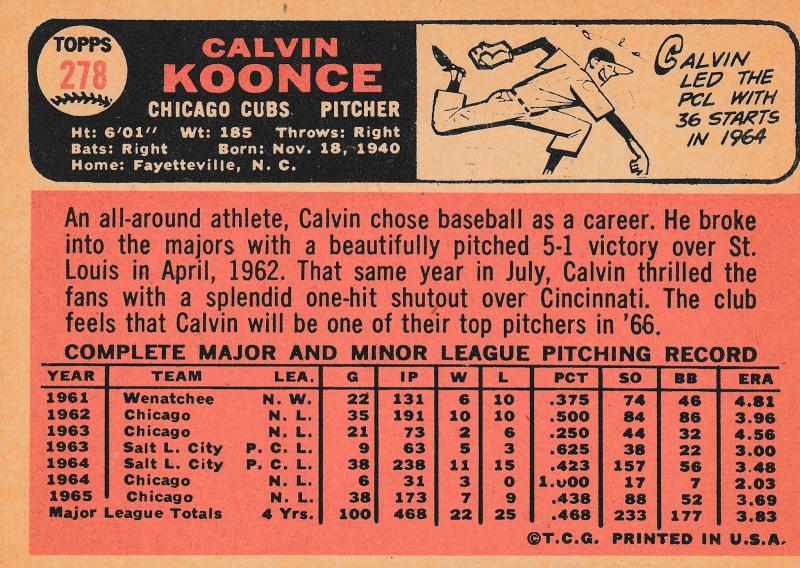 TOPPS
278
CALVIN
KOONCE
CHICAGO CUBS PITCHER
Ht: 6'01" Wt: 185 Throws: Right
Bats: Right Born: Nov. 18, 1940
Home: Fayetteville, N. C.
CALVIN
LED THE
PCL WITH
36 STARTS
IN 1964
An all-around athlete, Calvin chose baseball as a career. He broke
into the majors with a beautifully pitched 5-1 victory over St.
Louis in April, 1962. That same year in July, Calvin thrilled the
fans with a splendid one-hit shutout over Cincinnati. The club
feels that Calvin will be one of their top pitchers in '66.
COMPLETE MAJOR AND MINOR LEAGUE PITCHING RECORD
YEAR TEAM LEA. G IP W L PCT SO BB ERA
1961 Wenatchee N. W. 22 131 6 10 .375 74 46 4.81
1962 Chicago N. L. 35 191 10 10 .500 84 86 3.96
1963 Chicago N. L. 21 73 2 6 .250 44 32 4.56
1963 Salt L. City P. C. L. 9 63 5 3 .625 38 22 3.00
1964 Salt L. City P. C. L. 38 238 11 15 .423 157 56 3.48
1964 Chicago N. L. 6 31 3 0 1.000 17 7 2.03
1965 Chicago N. L. 38 173 7 9 .438 88 52 3.69
Major League Totals 4 Yrs. 100 468 22 25 .468 233 177 3.83
©T.C.G. PRINTED IN U.S.A.